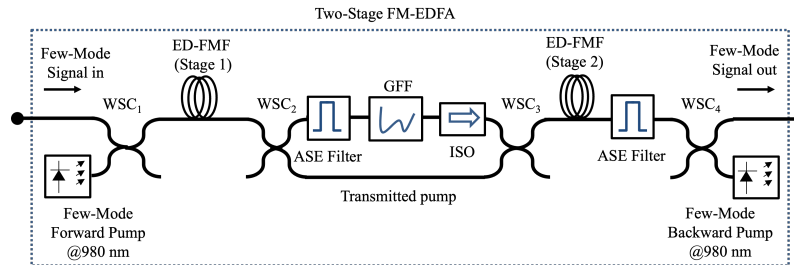 Two-Stage FM-EDFA
Few-Mode
Signal in
ED-FMF
(Stage 1)
GFF
ED-FMF
(Stage 2)
Few-Mode
Signal out
WSC1
WSC2
WSC3
WSC4
ASE Filter
ISO
ASE Filter
Transmitted pump
Few-Mode
Forward Pump
@980 nm
Few-Mode
Backward Pump
@980 nm